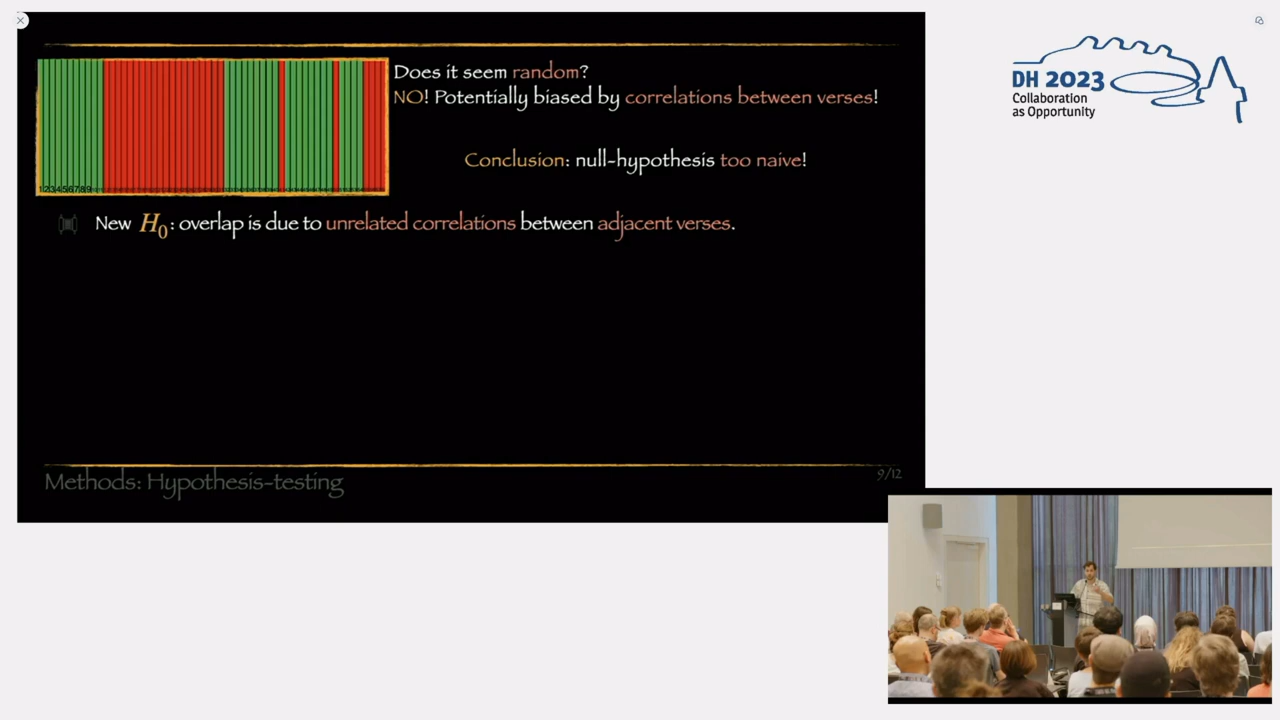 Does it seem random?
NO! Potentially biased by correlations between verses!
Conclusion: null-hypothesis too naive!
123456789
New H₀: overlap is due to unrelated correlations between adjacent verses.
Methods: Hypothesis-testing
9/12
DH 2023
Collaboration
as Opportunity